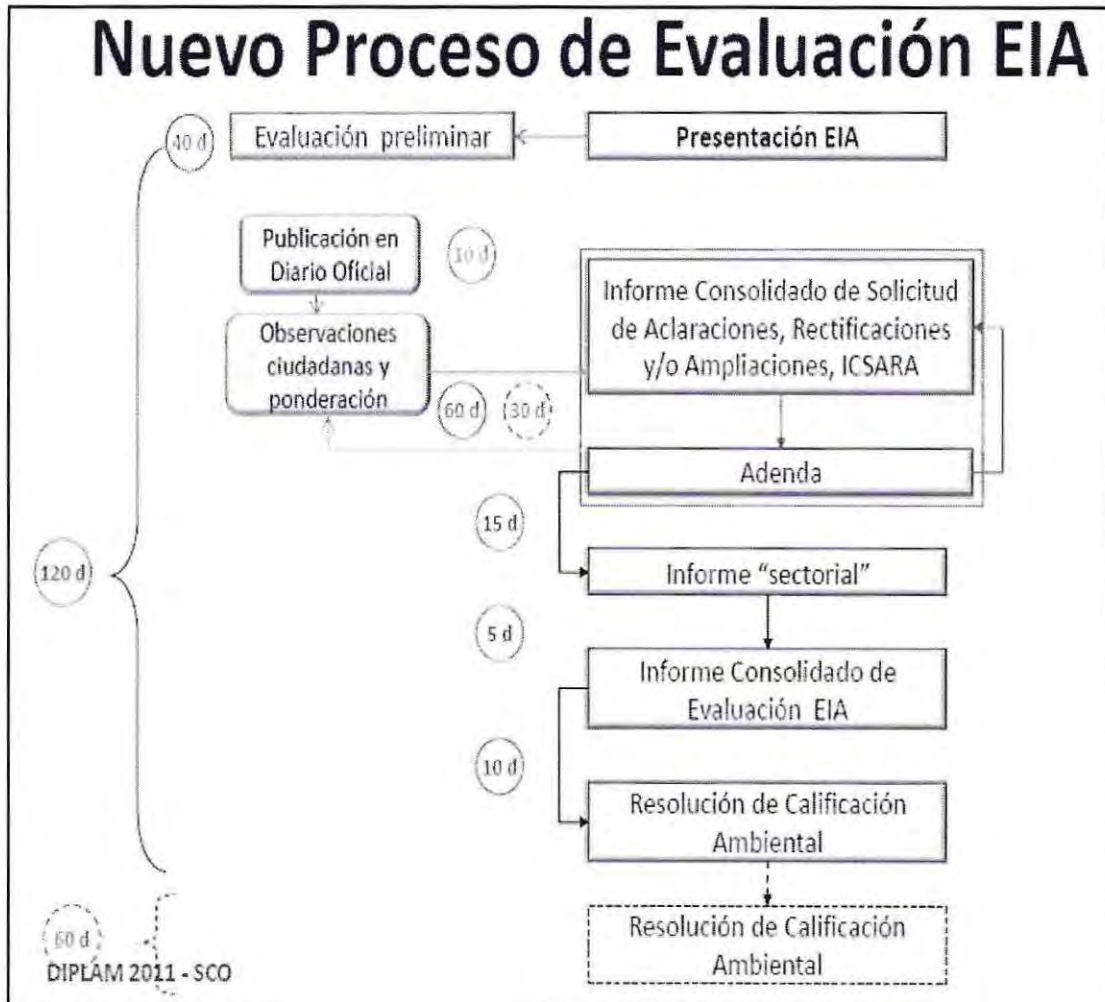 Nuevo Proceso de Evaluación EIA
40 d
Evaluación preliminar
Presentación EIA
Publicación en
Diario Oficial
10 d
Informe Consolidado de Solicitud
de Aclaraciones, Rectificaciones
y/o Ampliaciones, ICSARA
Observaciones
ciudadanas y
ponderación
60 d
30 d
Adenda
15 d
120 d
Informe "sectorial"
5 d
Informe Consolidado de
Evaluación EIA
10 d
Resolución de Calificación
Ambiental
60 d
Resolución de Calificación
Ambiental
DIPLAM 2011 - SCO